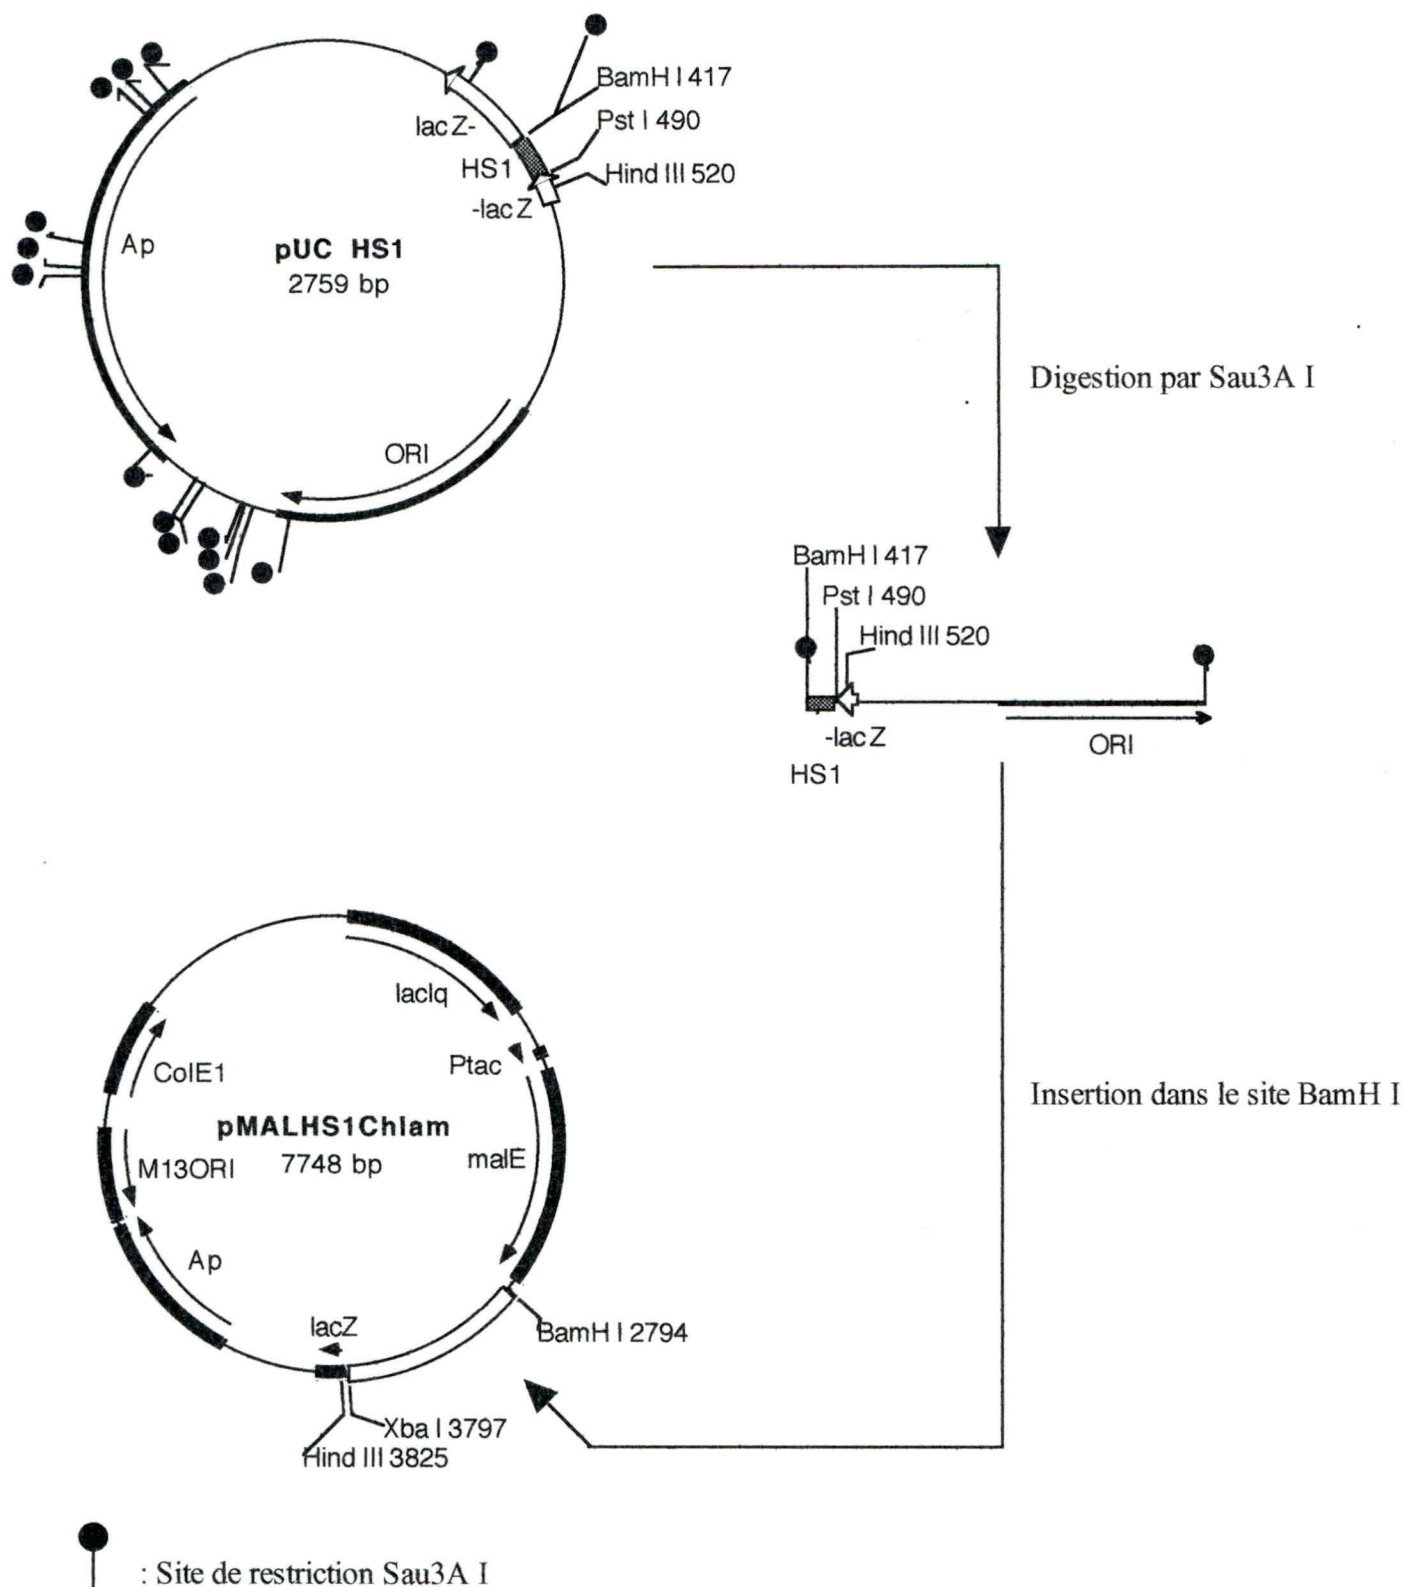 BamH I 417
Pst I 490
Hind III 520
lac Z-
HS1
-lac Z
Ap
pUC HS1
2759 bp
ORI
Digestion par Sau3A I
BamH I 417
Pst I 490
Hind III 520
-lac Z
HS1
ORI
lacIq
Ptac
ColE1
pMALHS1Chlam
7748 bp
malE
M13ORI
Ap
lacZ
BamH I 2794
Xba I 3797
Hind III 3825
Insertion dans le site BamH I
: Site de restriction Sau3A I